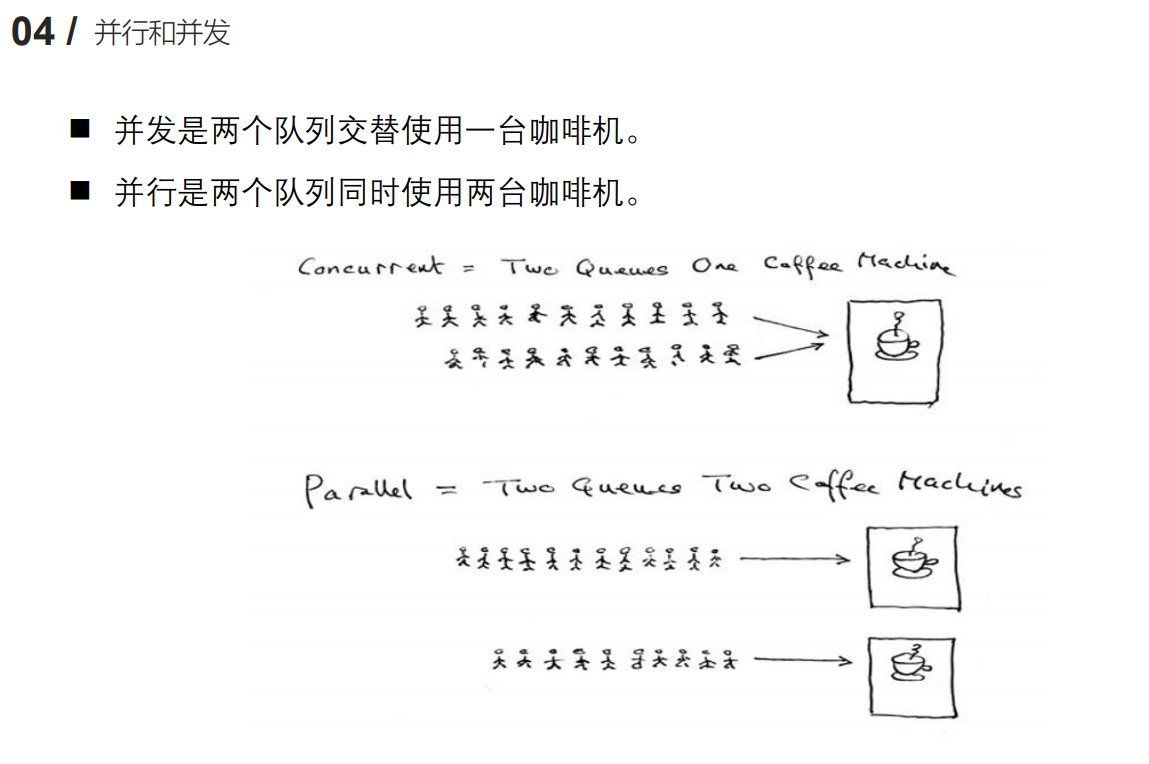 04 / 并行和并发
■ 并发是两个队列交替使用一台咖啡机。
■ 并行是两个队列同时使用两台咖啡机。
Concurrent = Two Queues One Coffee Machine
Parallel = Two Queues Two Coffee Machines